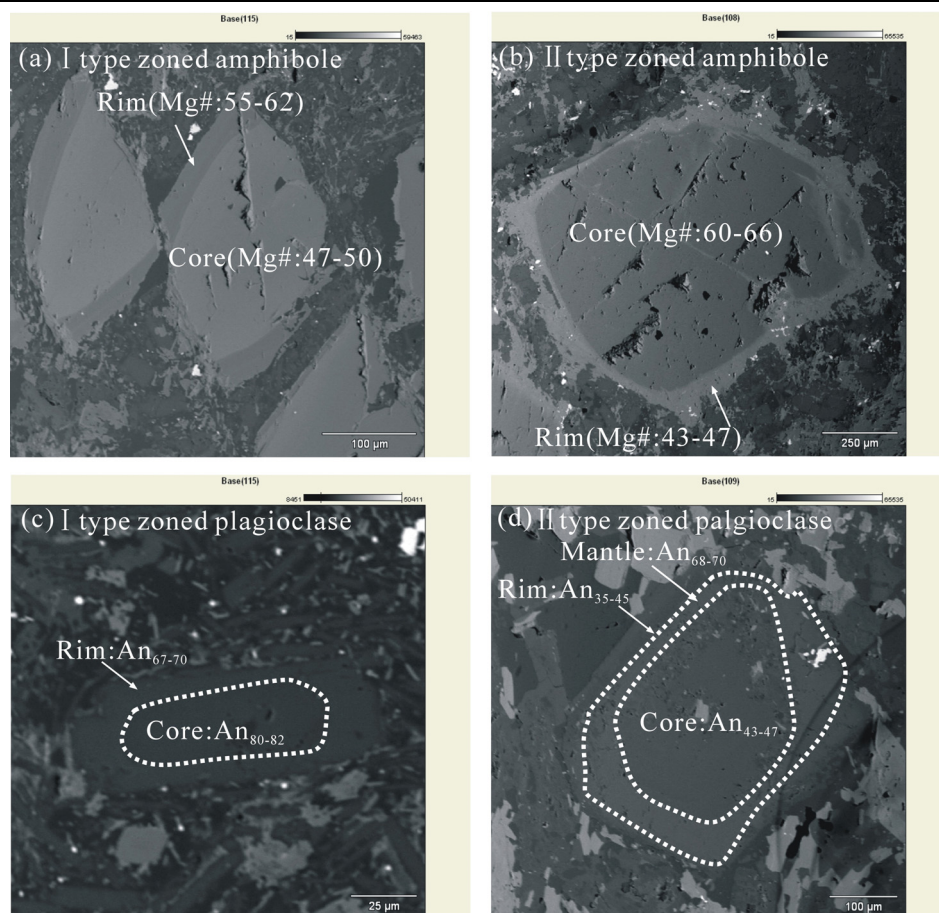 Base(115)
15 59463
(a) I type zoned amphibole
Rim(Mg#:55-62)
Core(Mg#:47-50)
100 μm
Base(108)
15 65535
(b) II type zoned amphibole
Core(Mg#:60-66)
Rim(Mg#:43-47)
250 μm
Base(115)
8451 50411
(c) I type zoned plagioclase
Rim:An67-70
Core:An80-82
25 μm
Base(109)
15 65535
(d) II type zoned palgioclase
Mantle:An68-70
Rim:An35-45
Core:An43-47
100 μm